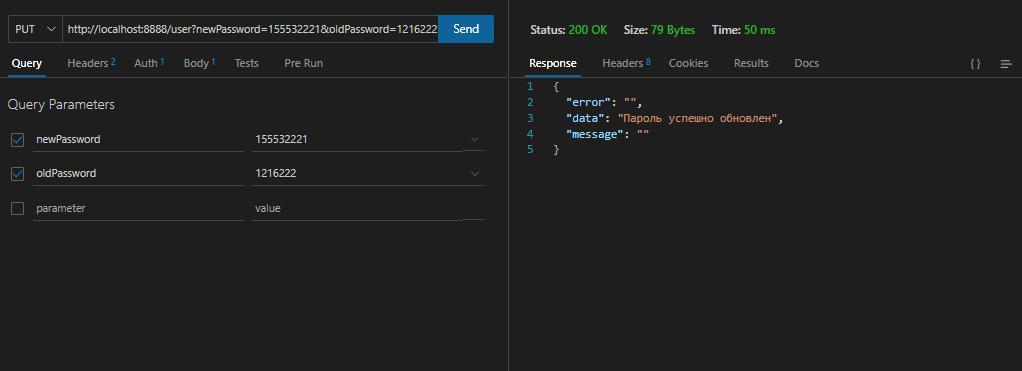 PUT http://localhost:8888/user?newPassword=155532221&oldPassword=1216222 Send
Query Headers 2 Auth 1 Body 1 Tests Pre Run
Query Parameters
newPassword 155532221
oldPassword 1216222
parameter value
Status: 200 OK Size: 79 Bytes Time: 50 ms
Response Headers 8 Cookies Results Docs { }
1 {
2 "error": "",
3 "data": "Пароль успешно обновлен",
4 "message": ""
5 }